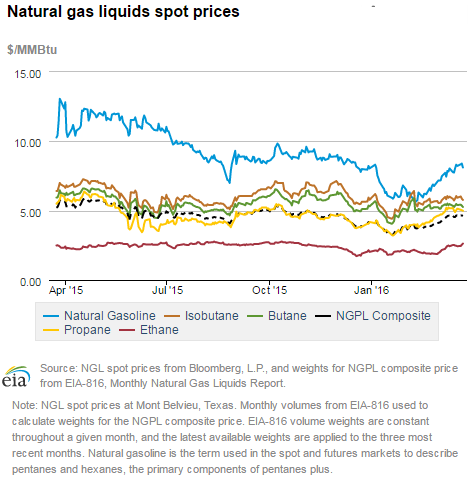 Natural gas liquids spot prices
$/MMBtu
15.00
10.00
5.00
0.00
Apr '15 Jul '15 Oct '15 Jan '16
Natural Gasoline Isobutane Butane NGPL Composite
Propane Ethane
eia
Source: NGL spot prices from Bloomberg, L.P., and weights for NGPL composite price
from EIA-816, Monthly Natural Gas Liquids Report.
Note: NGL spot prices at Mont Belvieu, Texas. Monthly volumes from EIA-816 used to
calculate weights for the NGPL composite price. EIA-816 volume weights are constant
throughout a given month, and the latest available weights are applied to the three most
recent months. Natural gasoline is the term used in the spot and futures markets to describe
pentanes and hexanes, the primary components of pentanes plus.